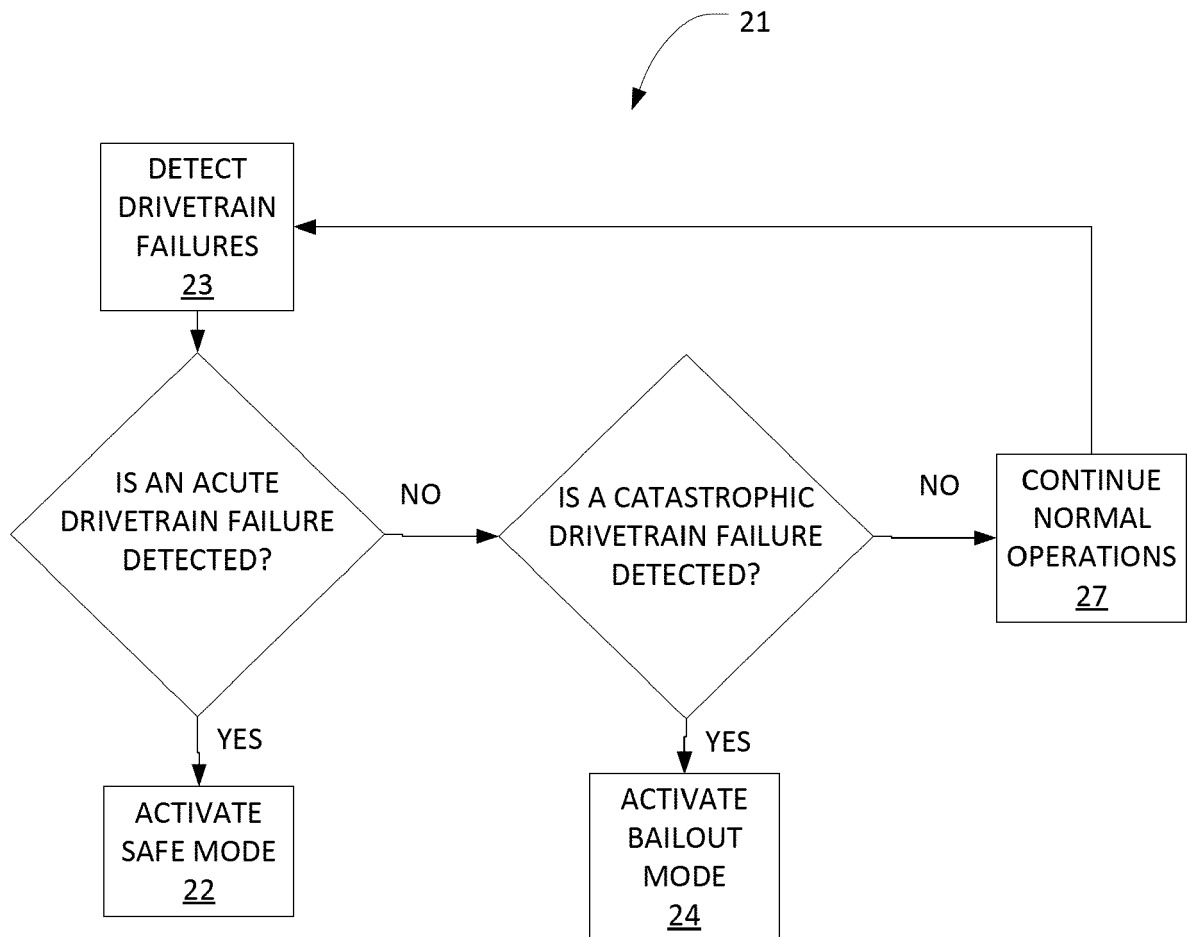 21
DETECT
DRIVETRAIN
FAILURES
23
IS AN ACUTE
DRIVETRAIN FAILURE
DETECTED?
NO
IS A CATASTROPHIC
DRIVETRAIN FAILURE
DETECTED?
NO
CONTINUE
NORMAL
OPERATIONS
27
YES
ACTIVATE
SAFE MODE
22
YES
ACTIVATE
BAILOUT
MODE
24